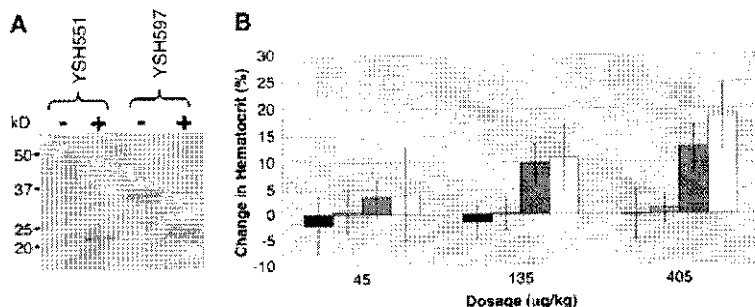 A
YSH551
YSH597
kD
- + - +
50
37
25
20
B
Change in Hematocrit (%)
30
25
20
15
10
5
0
-5
-10
45
135
405
Dosage (µg/kg)